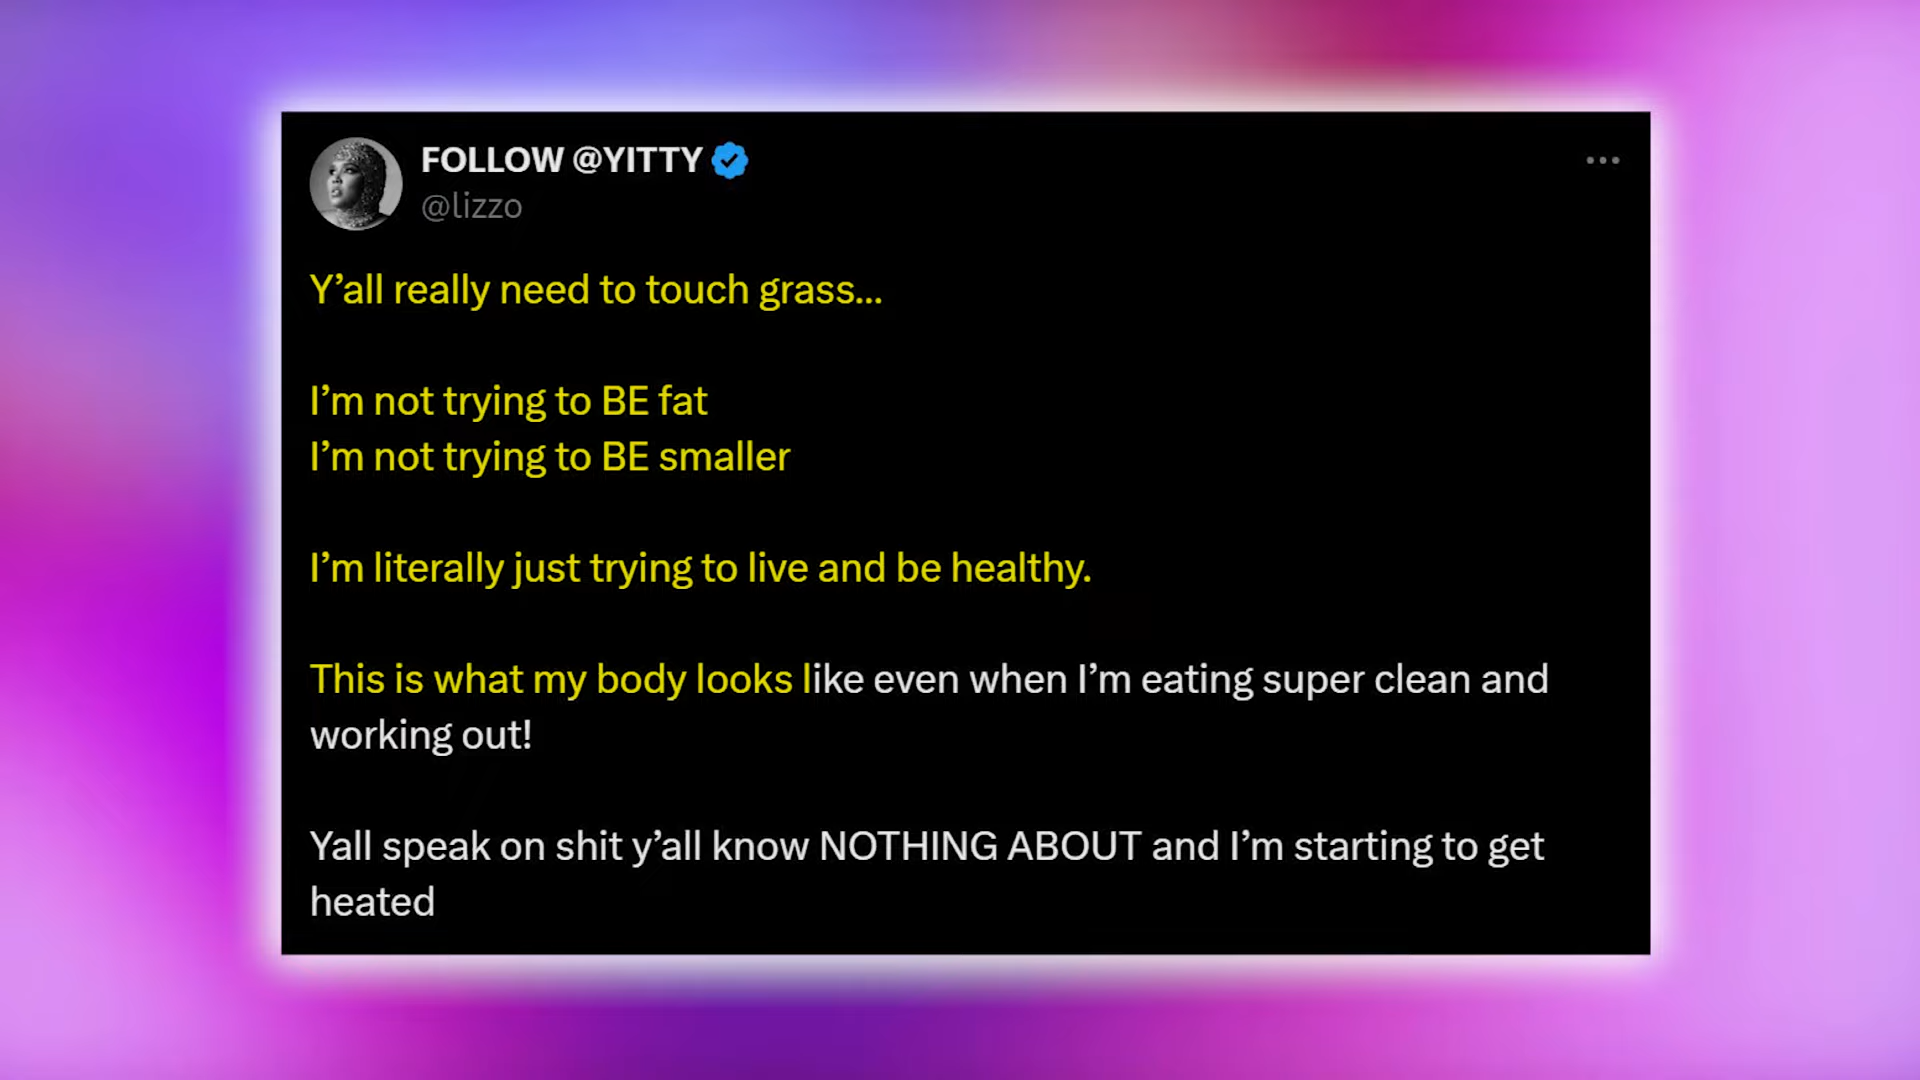 FOLLOW @YITTY
@lizzo
Y’all really need to touch grass...
I’m not trying to BE fat
I’m not trying to BE smaller
I’m literally just trying to live and be healthy.
This is what my body looks like even when I’m eating super clean and
working out!
Yall speak on shit y’all know NOTHING ABOUT and I’m starting to get
heated